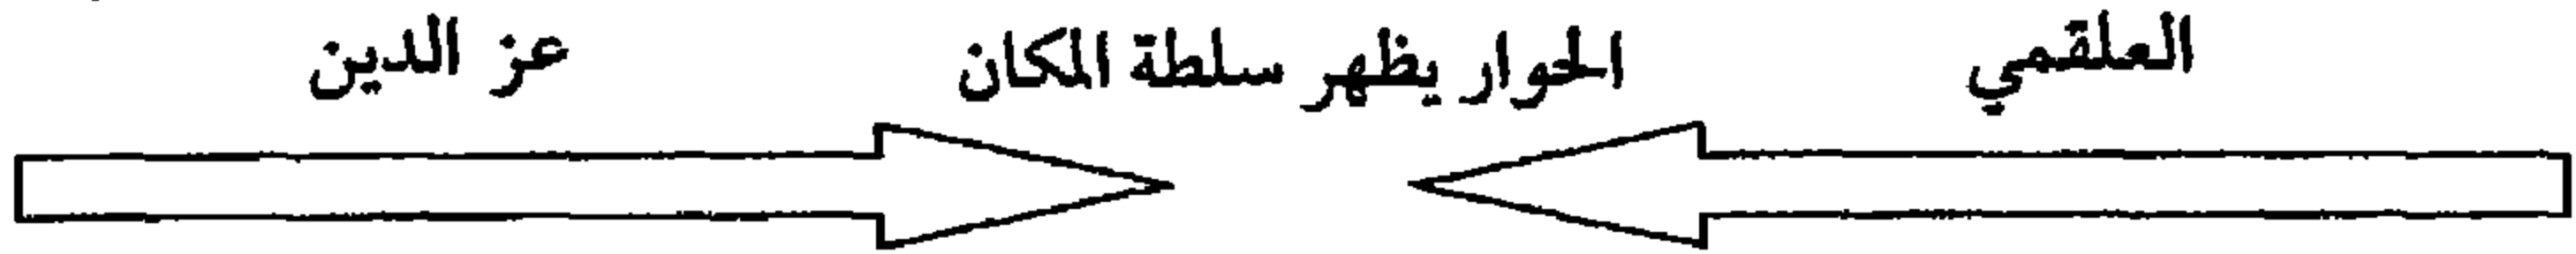 العلقمي الحوار يظهر سلطة المكان عز الدين